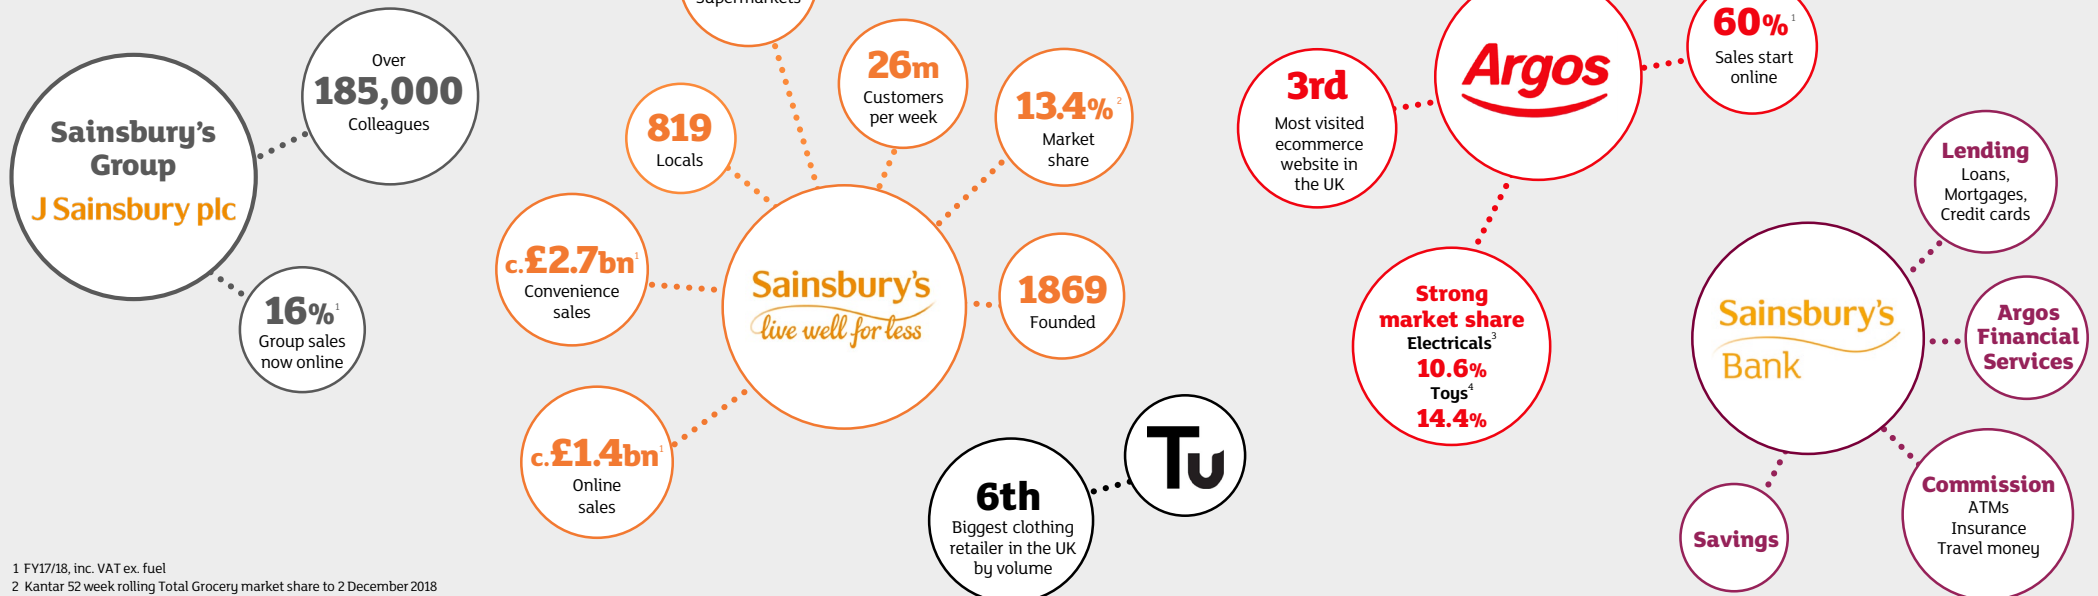 Sainsbury's
Group
J Sainsbury plc
Over
185,000
Colleagues
16%¹
Group sales
now online
Supermarkets
819
Locals
26m
Customers
per week
13.4%²
Market
share
c.£2.7bn¹
Convenience
sales
Sainsbury's
live well for less
1869
Founded
c.£1.4bn¹
Online
sales
6th
Biggest clothing
retailer in the UK
by volume
Tu
3rd
Most visited
ecommerce
website in
the UK
Argos
60%¹
Sales start
online
Strong
market share
Electricals³
10.6%
Toys⁴
14.4%
Sainsbury's
Bank
Lending
Loans,
Mortgages,
Credit cards
Argos
Financial
Services
Commission
ATMs
Insurance
Travel money
Savings
1 FY17/18, inc. VAT ex. fuel
2 Kantar 52 week rolling Total Grocery market share to 2 December 2018